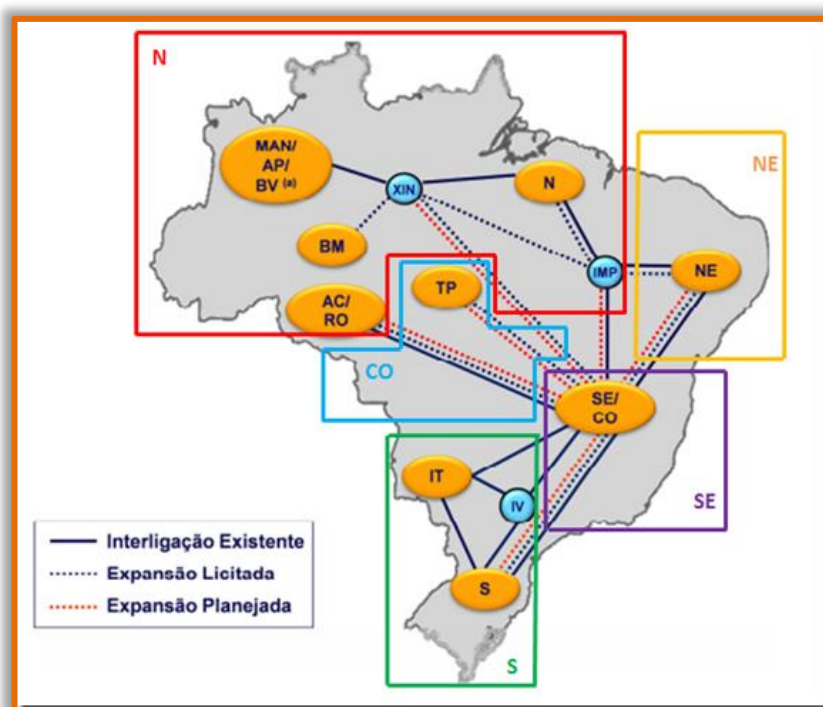 N
MAN/
AP/
BV (a)
XIN
N
NE
BM
IMP
NE
TP
AC/
RO
CO
SE/
CO
IT
IV
SE
Interligação Existente
Expansão Licitada
Expansão Planejada
S
S